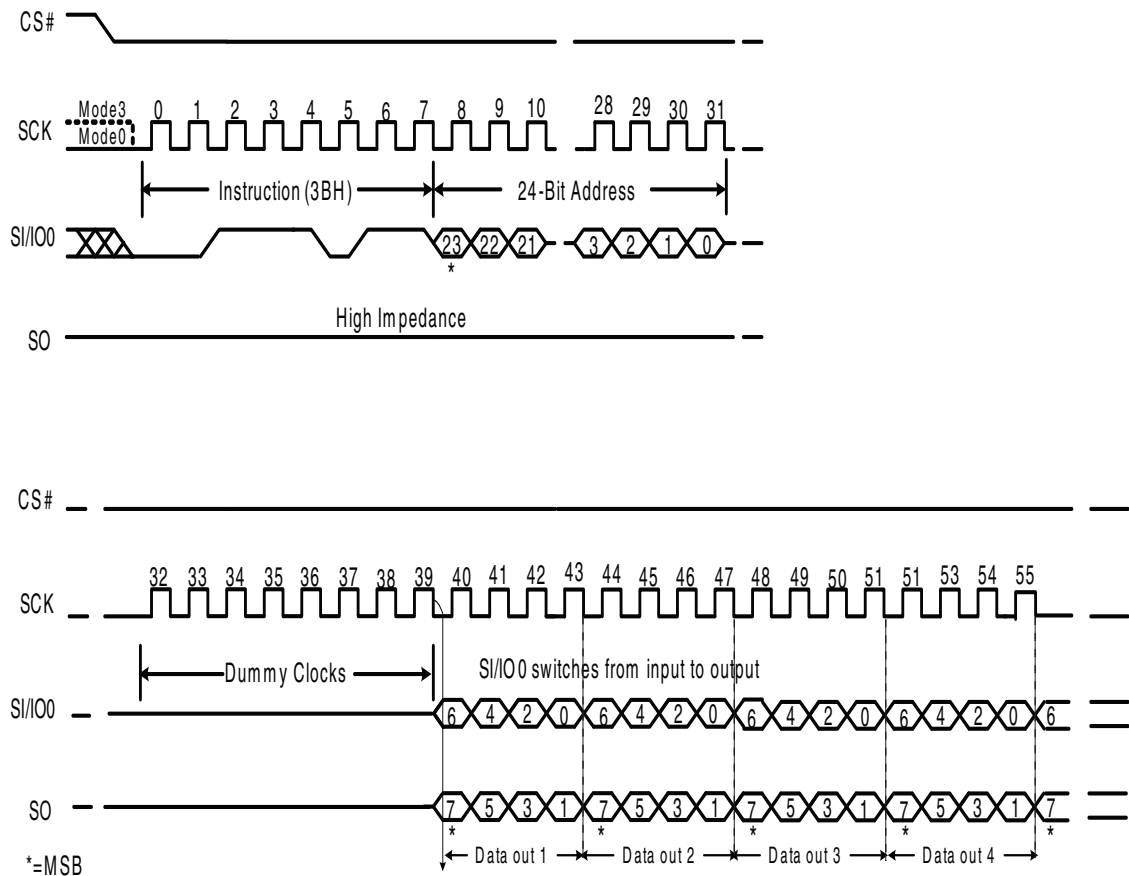 CS#
Mode3 0 1 2 3 4 5 6 7 8 9 10 28 29 30 31
SCK Mode0
Instruction (3BH) 24-Bit Address
SI/IO0 23 22 21 3 2 1 0
*
High Impedance
SO
CS#
32 33 34 35 36 37 38 39 40 41 42 43 44 45 46 47 48 49 50 51 51 53 54 55
SCK
Dummy Clocks SI/IO0 switches from input to output
SI/IO0 6 4 2 0 6 4 2 0 6 4 2 0 6 4 2 0 6
SO 7 5 3 1 7 5 3 1 7 5 3 1 7 5 3 1 7
* * * * *
Data out 1 Data out 2 Data out 3 Data out 4
*=MSB